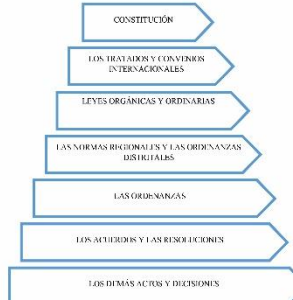 CONSTITUCIÓN
LOS TRATADOS Y CONVENIOS
INTERNACIONALES
LEYES ORGÁNICAS Y ORDINARIAS
LAS NORMAS REGIONALES Y LAS ORDENANZAS
DISTRITALES
LAS ORDENANZAS
LOS ACUERDOS Y LAS RESOLUCIONES
LOS DEMÁS ACTOS Y DECISIONES